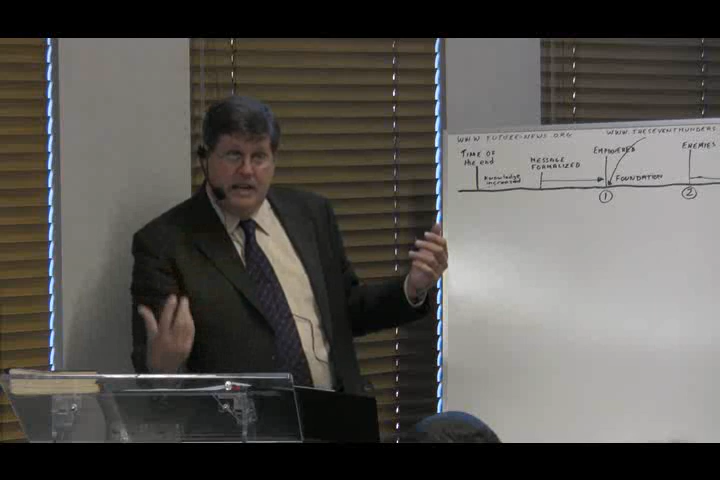 WWW.FUTURE-NEWS.ORG WWW.THESEVENTHUNDERS
TIME OF
the end
Knowledge
increased
MESSAGE
FORMALIZED
EMPOWERED
FOUNDATION
1
ENEMIES
2